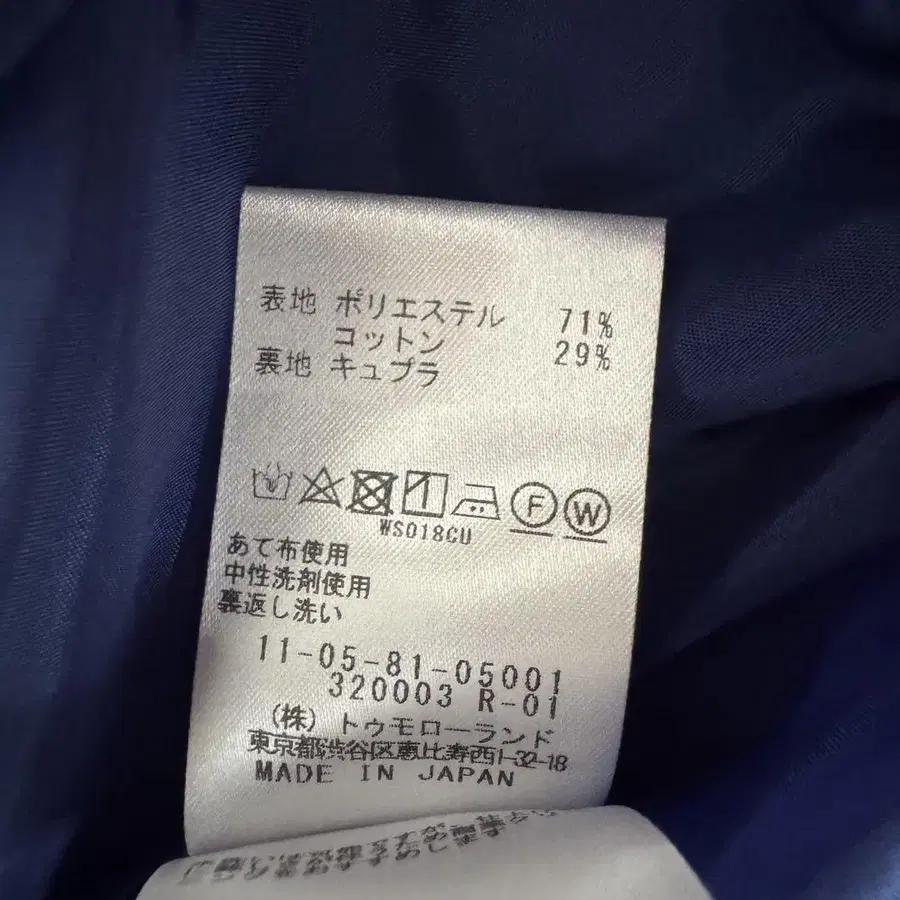 表地 ポリエステル 71%
コットン 29%
裏地 キュプラ
F W
WS018CU
あて布使用
中性洗剤使用
裏返し洗い
11-05-81-05001
320003 R-01
(株) トゥモローランド
東京都渋谷区恵比寿西1-32-18
MADE IN JAPAN